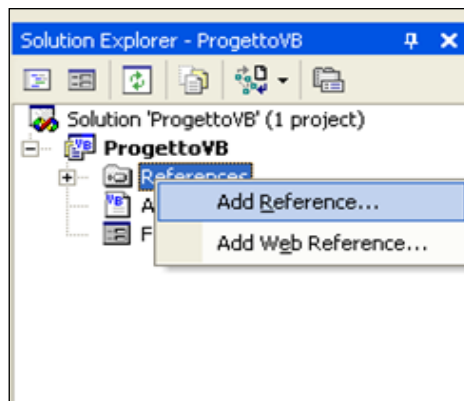 Solution Explorer - ProgettoVB
Solution 'ProgettoVB' (1 project)
ProgettoVB
References
Add Reference...
A
Add Web Reference...
F